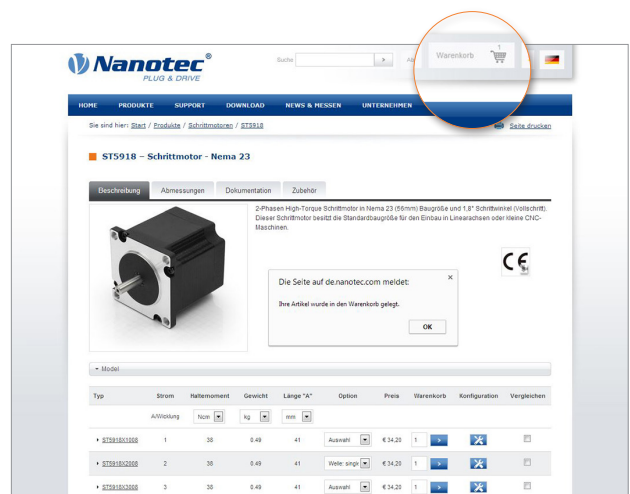 Nanotec®
PLUG & DRIVE
Suche
Warenkorb 1
HOME PRODUKTE SUPPORT DOWNLOAD NEWS & MESSEN UNTERNEHMEN
Sie sind hier: Start / Produkte / Schrittmotoren / ST5918
Seite drucken
ST5918 – Schrittmotor - Nema 23
Beschreibung Abmessungen Dokumentation Zubehör
2-Phasen High-Torque Schrittmotor in Nema 23 (56mm) Baugröße und 1,8° Schrittwinkel (Vollschritt).
Dieser Schrittmotor besitzt die Standardbaugröße für den Einbau in Linearachsen oder kleine CNC-
Maschinen.
CE
Die Seite auf de.nanotec.com meldet: ×
Ihre Artikel wurde in den Warenkorb gelegt.
OK
Model
Typ Strom Haltemoment Gewicht Länge "A" Option Preis Warenkorb Konfiguration Vergleichen
A/Wicklung Ncm kg mm
ST5918X1008 1 38 0.49 41 Auswahl € 34,20 1
ST5918X2008 2 38 0.49 41 Welle: singl € 34,20 1
ST5918X3008 3 38 0.49 41 Auswahl € 34,20 1